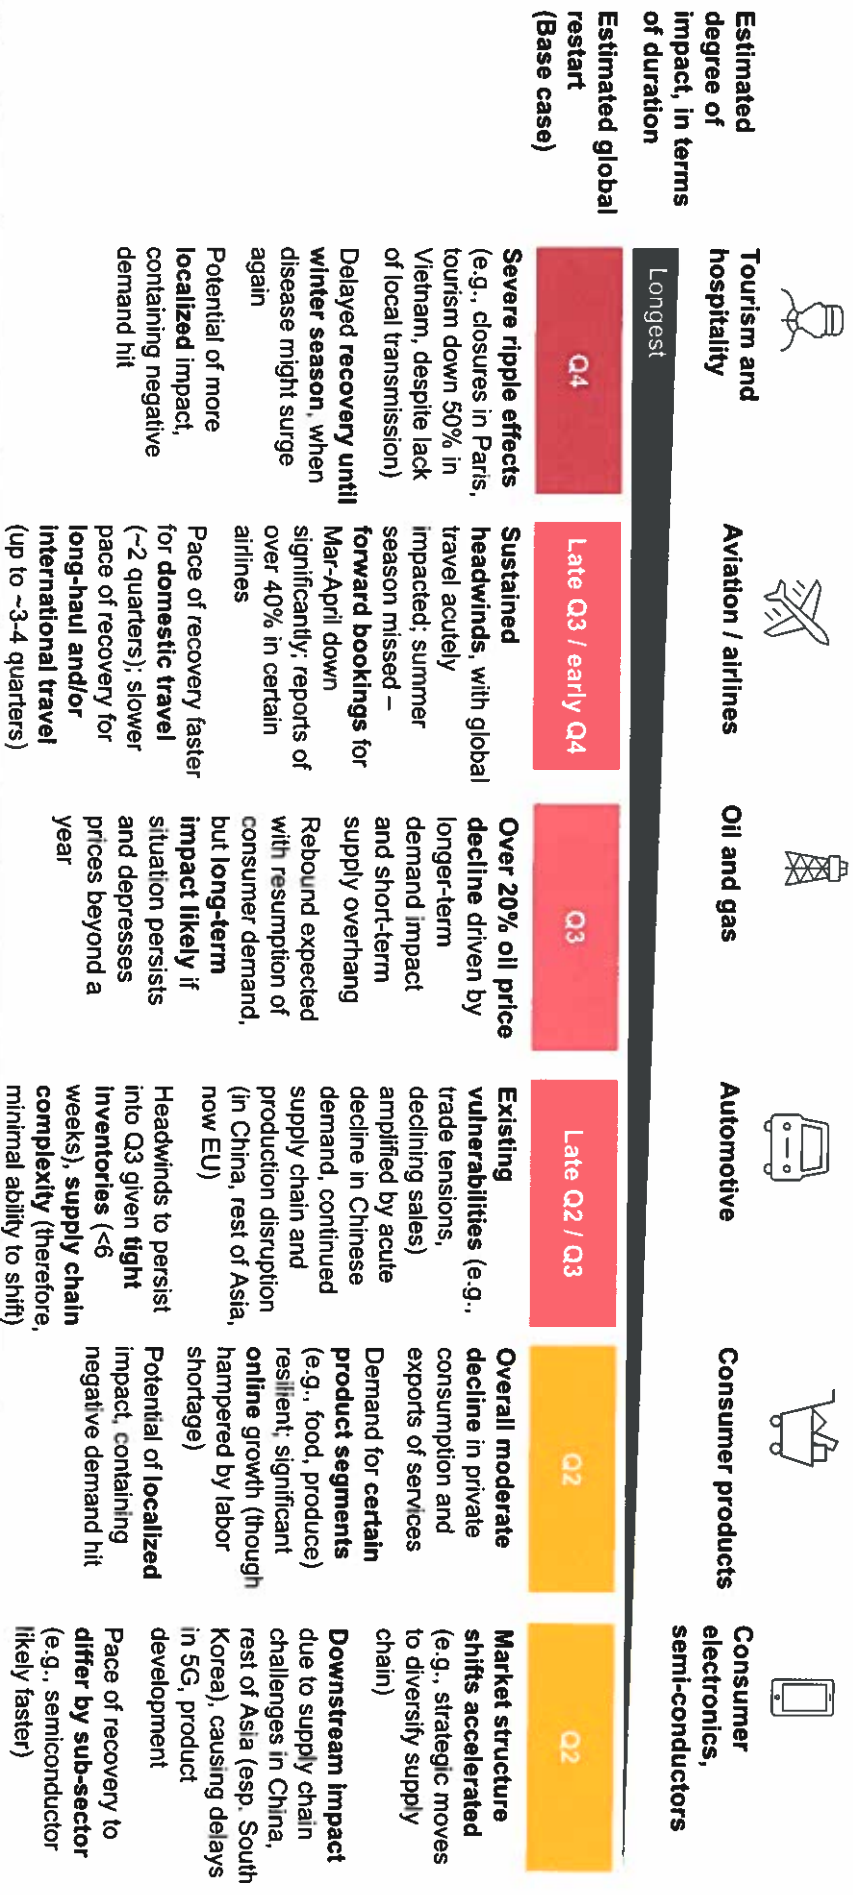 Estimated
degree of
impact, in terms
of duration
Estimated global
restart
(Base case)
Tourism and
hospitality
Longest
Q4
Severe ripple effects
(e.g., closures in Paris,
tourism down 50% in
Vietnam, despite lack
of local transmission)
Delayed recovery until
winter season, when
disease might surge
again
Potential of more
localized impact,
containing negative
demand hit
Aviation / airlines
Late Q3 / early Q4
Sustained
headwinds, with global
travel acutely
impacted; summer
season missed –
forward bookings for
Mar-April down
significantly; reports of
over 40% in certain
airlines
Pace of recovery faster
for domestic travel
(~2 quarters); slower
pace of recovery for
long-haul and/or
international travel
(up to ~3-4 quarters)
Oil and gas
Q3
Over 20% oil price
decline driven by
longer-term
demand impact
and short-term
supply overhang
Rebound expected
with resumption of
consumer demand,
but long-term
impact likely if
situation persists
and depresses
prices beyond a
year
Automotive
Late Q2 / Q3
Existing
vulnerabilities (e.g.,
trade tensions,
declining sales)
amplified by acute
decline in Chinese
demand, continued
supply chain and
production disruption
(in China, rest of Asia,
now EU)
Headwinds to persist
into Q3 given tight
inventories (<6
weeks), supply chain
complexity (therefore,
minimal ability to shift)
Consumer products
Q2
Overall moderate
decline in private
consumption and
exports of services
Demand for certain
product segments
(e.g., food, produce)
resilient; significant
online growth (though
hampered by labor
shortage)
Potential of localized
impact, containing
negative demand hit
Consumer
electronics,
semi-conductors
Q2
Market structure
shifts accelerated
(e.g., strategic moves
to diversify supply
chain)
Downstream impact
due to supply chain
challenges in China,
rest of Asia (esp. South
Korea), causing delays
in 5G, product
development
Pace of recovery to
differ by sub-sector
(e.g., semiconductor
likely faster)